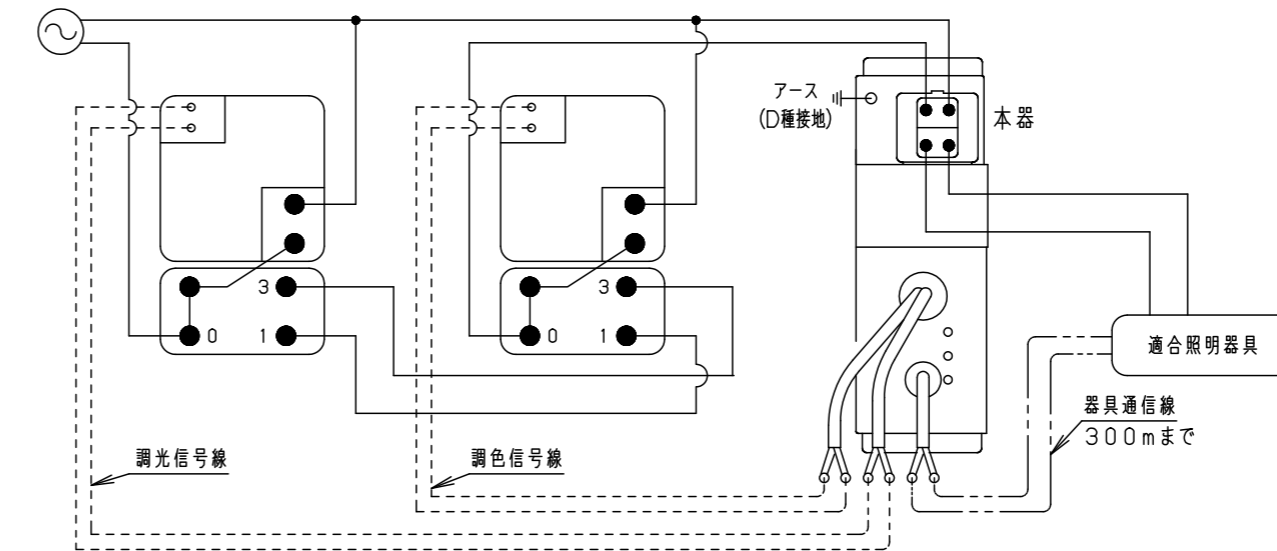 アース
(D種接地)
本器
3
0
1
3
0
1
適合照明器具
器具通信線
300mまで
調光信号線
調色信号線